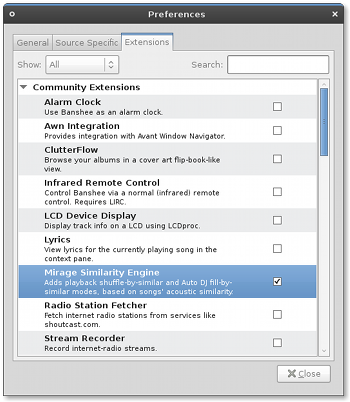 Preferences
General Source Specific Extensions
Show: All Search:
Community Extensions
Alarm Clock
Use Banshee as an alarm clock.
Awn Integration
Provides integration with Avant Window Navigator.
ClutterFlow
Browse your albums in a cover art flip-book-like
view.
Infrared Remote Control
Control Banshee via a normal (infrared) remote
control. Requires LIRC.
LCD Device Display
Display track info on a LCD using LCDproc.
Lyrics
View lyrics for the currently playing song in the
context pane.
Mirage Similarity Engine
Adds playback shuffle-by-similar and Auto DJ fill-by-
similar modes, based on songs' acoustic similarity.
Radio Station Fetcher
Fetch internet radio stations from services like
shoutcast.com.
Stream Recorder
Record internet-radio streams.
Close